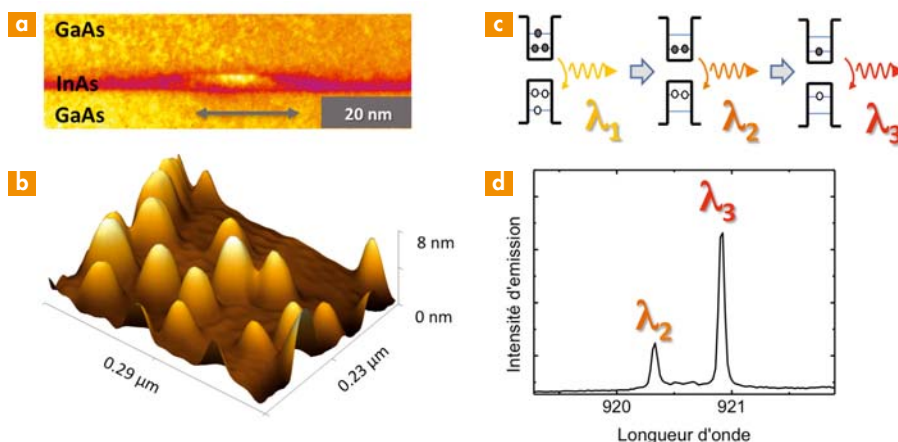 a
GaAs
InAs
GaAs
20 nm
b
8 nm
0 nm
0.29 µm
0.23 µm
c
λ1
λ2
λ3
d
λ3
λ2
Intensité d'emission
920
921
Longueur d'onde